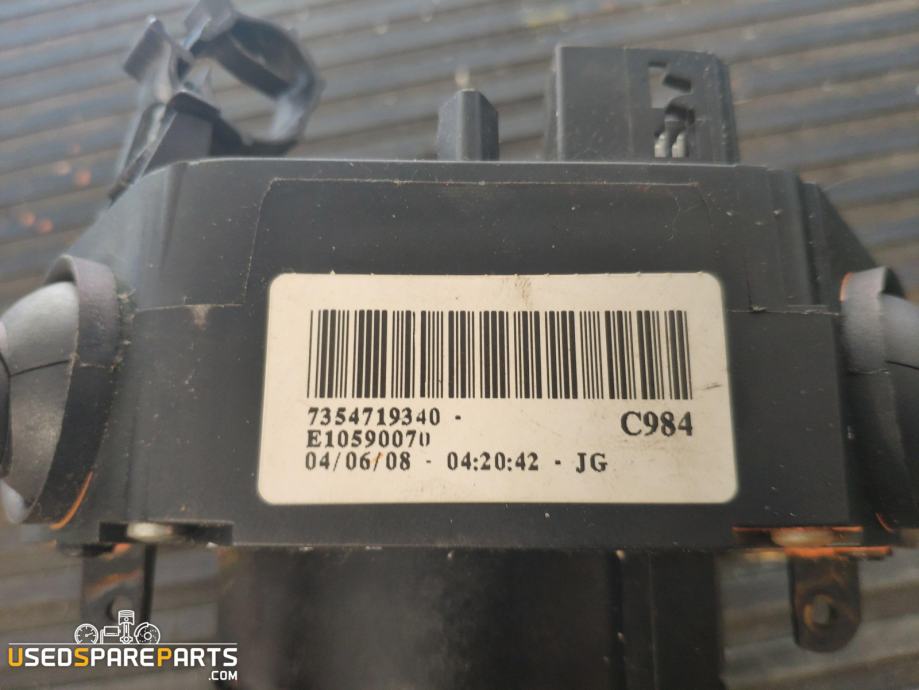 7354719340 -
E10590070
C984
04/06/08 - 04:20:42 - JG
USEDSPAREPARTS
.COM